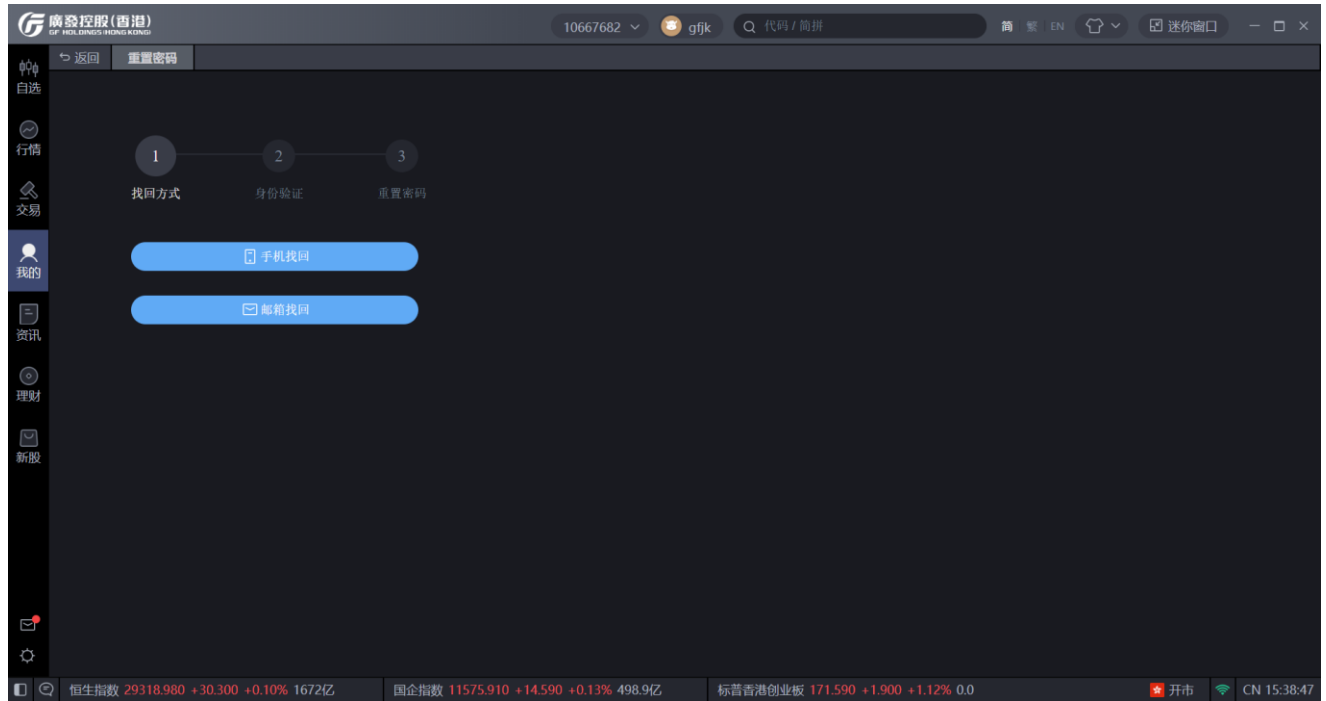 廣發控股(香港)
GF HOLDINGS(HONG KONG)
10667682
gfjk
代码 / 简拼
简 繁 EN
迷你窗口
返回
重置密码
自选
行情
交易
我的
资讯
理财
新股
1 2 3
找回方式 身份验证 重置密码
手机找回
邮箱找回
恒生指数 29318.980 +30.300 +0.10% 1672亿
国企指数 11575.910 +14.590 +0.13% 498.9亿
标普香港创业板 171.590 +1.900 +1.12% 0.0
开市
CN 15:38:47